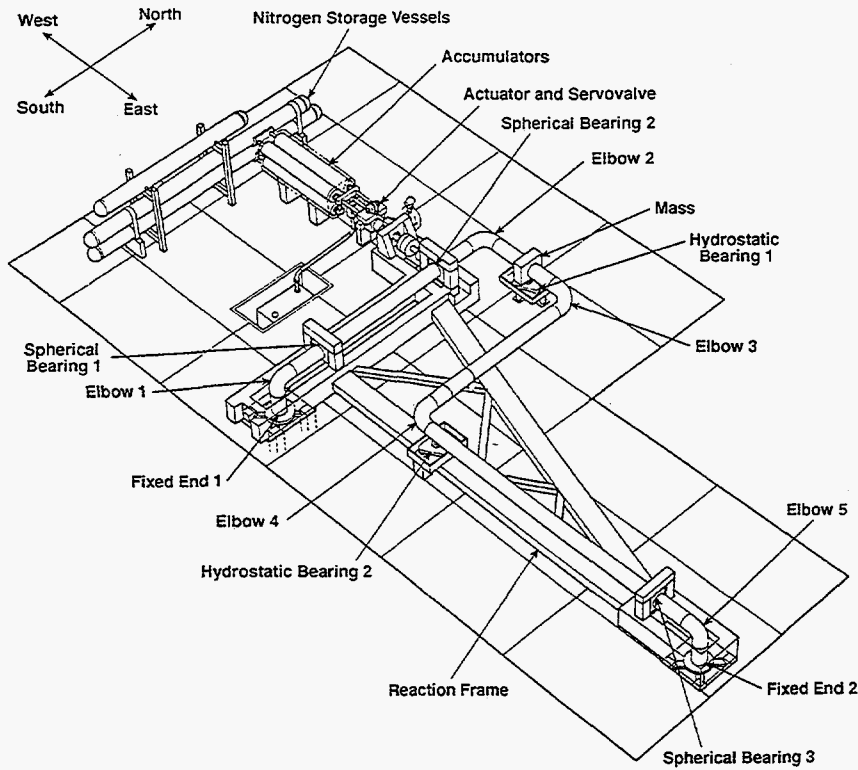 West
North
South
East
Nitrogen Storage Vessels
Accumulators
Actuator and Servovalve
Spherical Bearing 2
Elbow 2
Mass
Hydrostatic
Bearing 1
Elbow 3
Spherical
Bearing 1
Elbow 1
Fixed End 1
Elbow 4
Hydrostatic Bearing 2
Elbow 5
Reaction Frame
Fixed End 2
Spherical Bearing 3